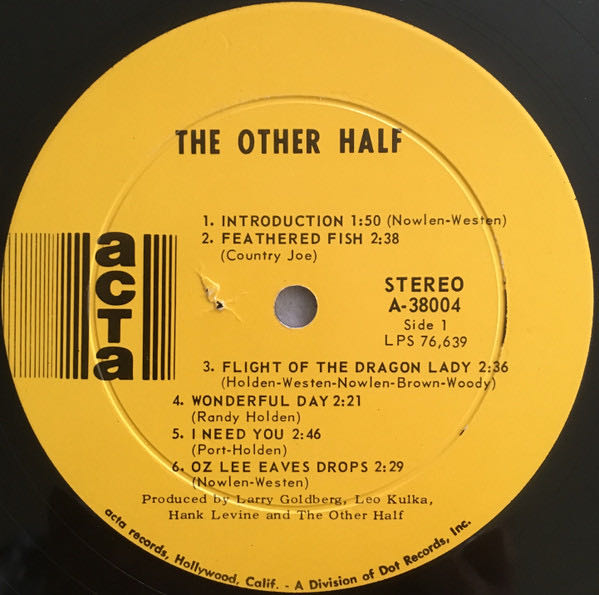 THE OTHER HALF
1. INTRODUCTION 1:50 (Nowlen-Westen)
2. FEATHERED FISH 2:38
(Country Joe)
acta
STEREO
A-38004
Side 1
LPS 76,639
3. FLIGHT OF THE DRAGON LADY 2:36
(Holden-Westen-Nowlen-Brown-Woody)
4. WONDERFUL DAY 2:21
(Randy Holden)
5. I NEED YOU 2:46
(Port-Holden)
6. OZ LEE EAVES DROPS 2:29
(Nowlen-Westen)
Produced by Larry Goldberg, Leo Kulka,
Hank Levine and The Other Half
acta records, Hollywood, Calif. - A Division of Dot Records, Inc.